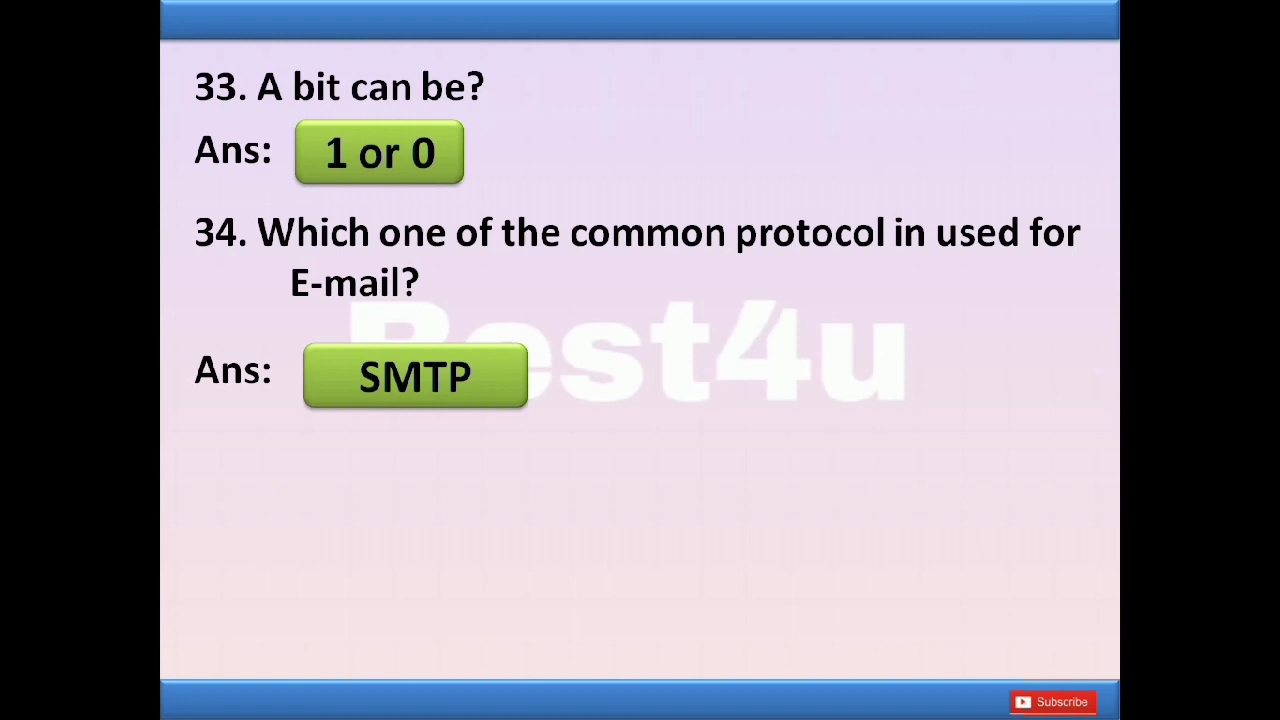 33. A bit can be?
Ans: 1 or 0
34. Which one of the common protocol in used for
E-mail?
Best4u
Ans: SMTP
Subscribe